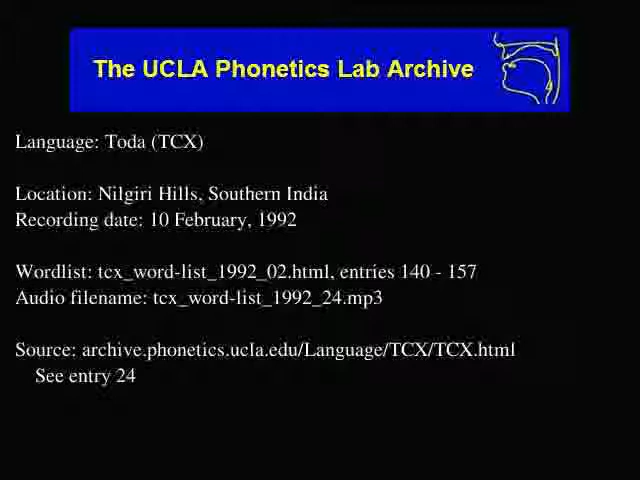 The UCLA Phonetics Lab Archive
Language: Toda (TCX)
Location: Nilgiri Hills, Southern India
Recording date: 10 February, 1992
Wordlist: tcx_word-list_1992_02.html, entries 140 - 157
Audio filename: tcx_word-list_1992_24.mp3
Source: archive.phonetics.ucla.edu/Language/TCX/TCX.html
See entry 24